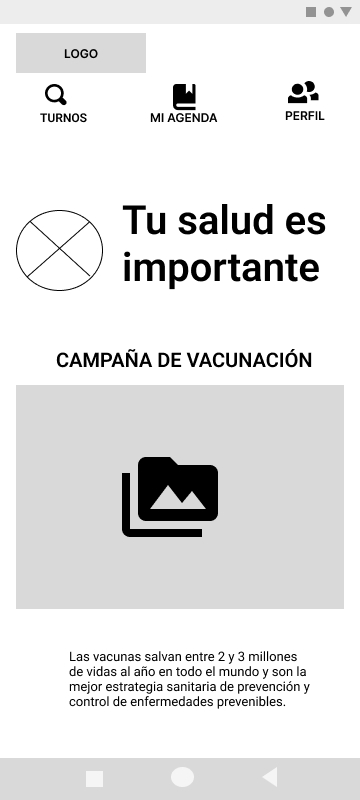 LOGO
TURNOS
MI AGENDA
PERFIL
Tu salud es
importante
CAMPAÑA DE VACUNACIÓN
Las vacunas salvan entre 2 y 3 millones
de vidas al año en todo el mundo y son la
mejor estrategia sanitaria de prevención y
control de enfermedades prevenibles.